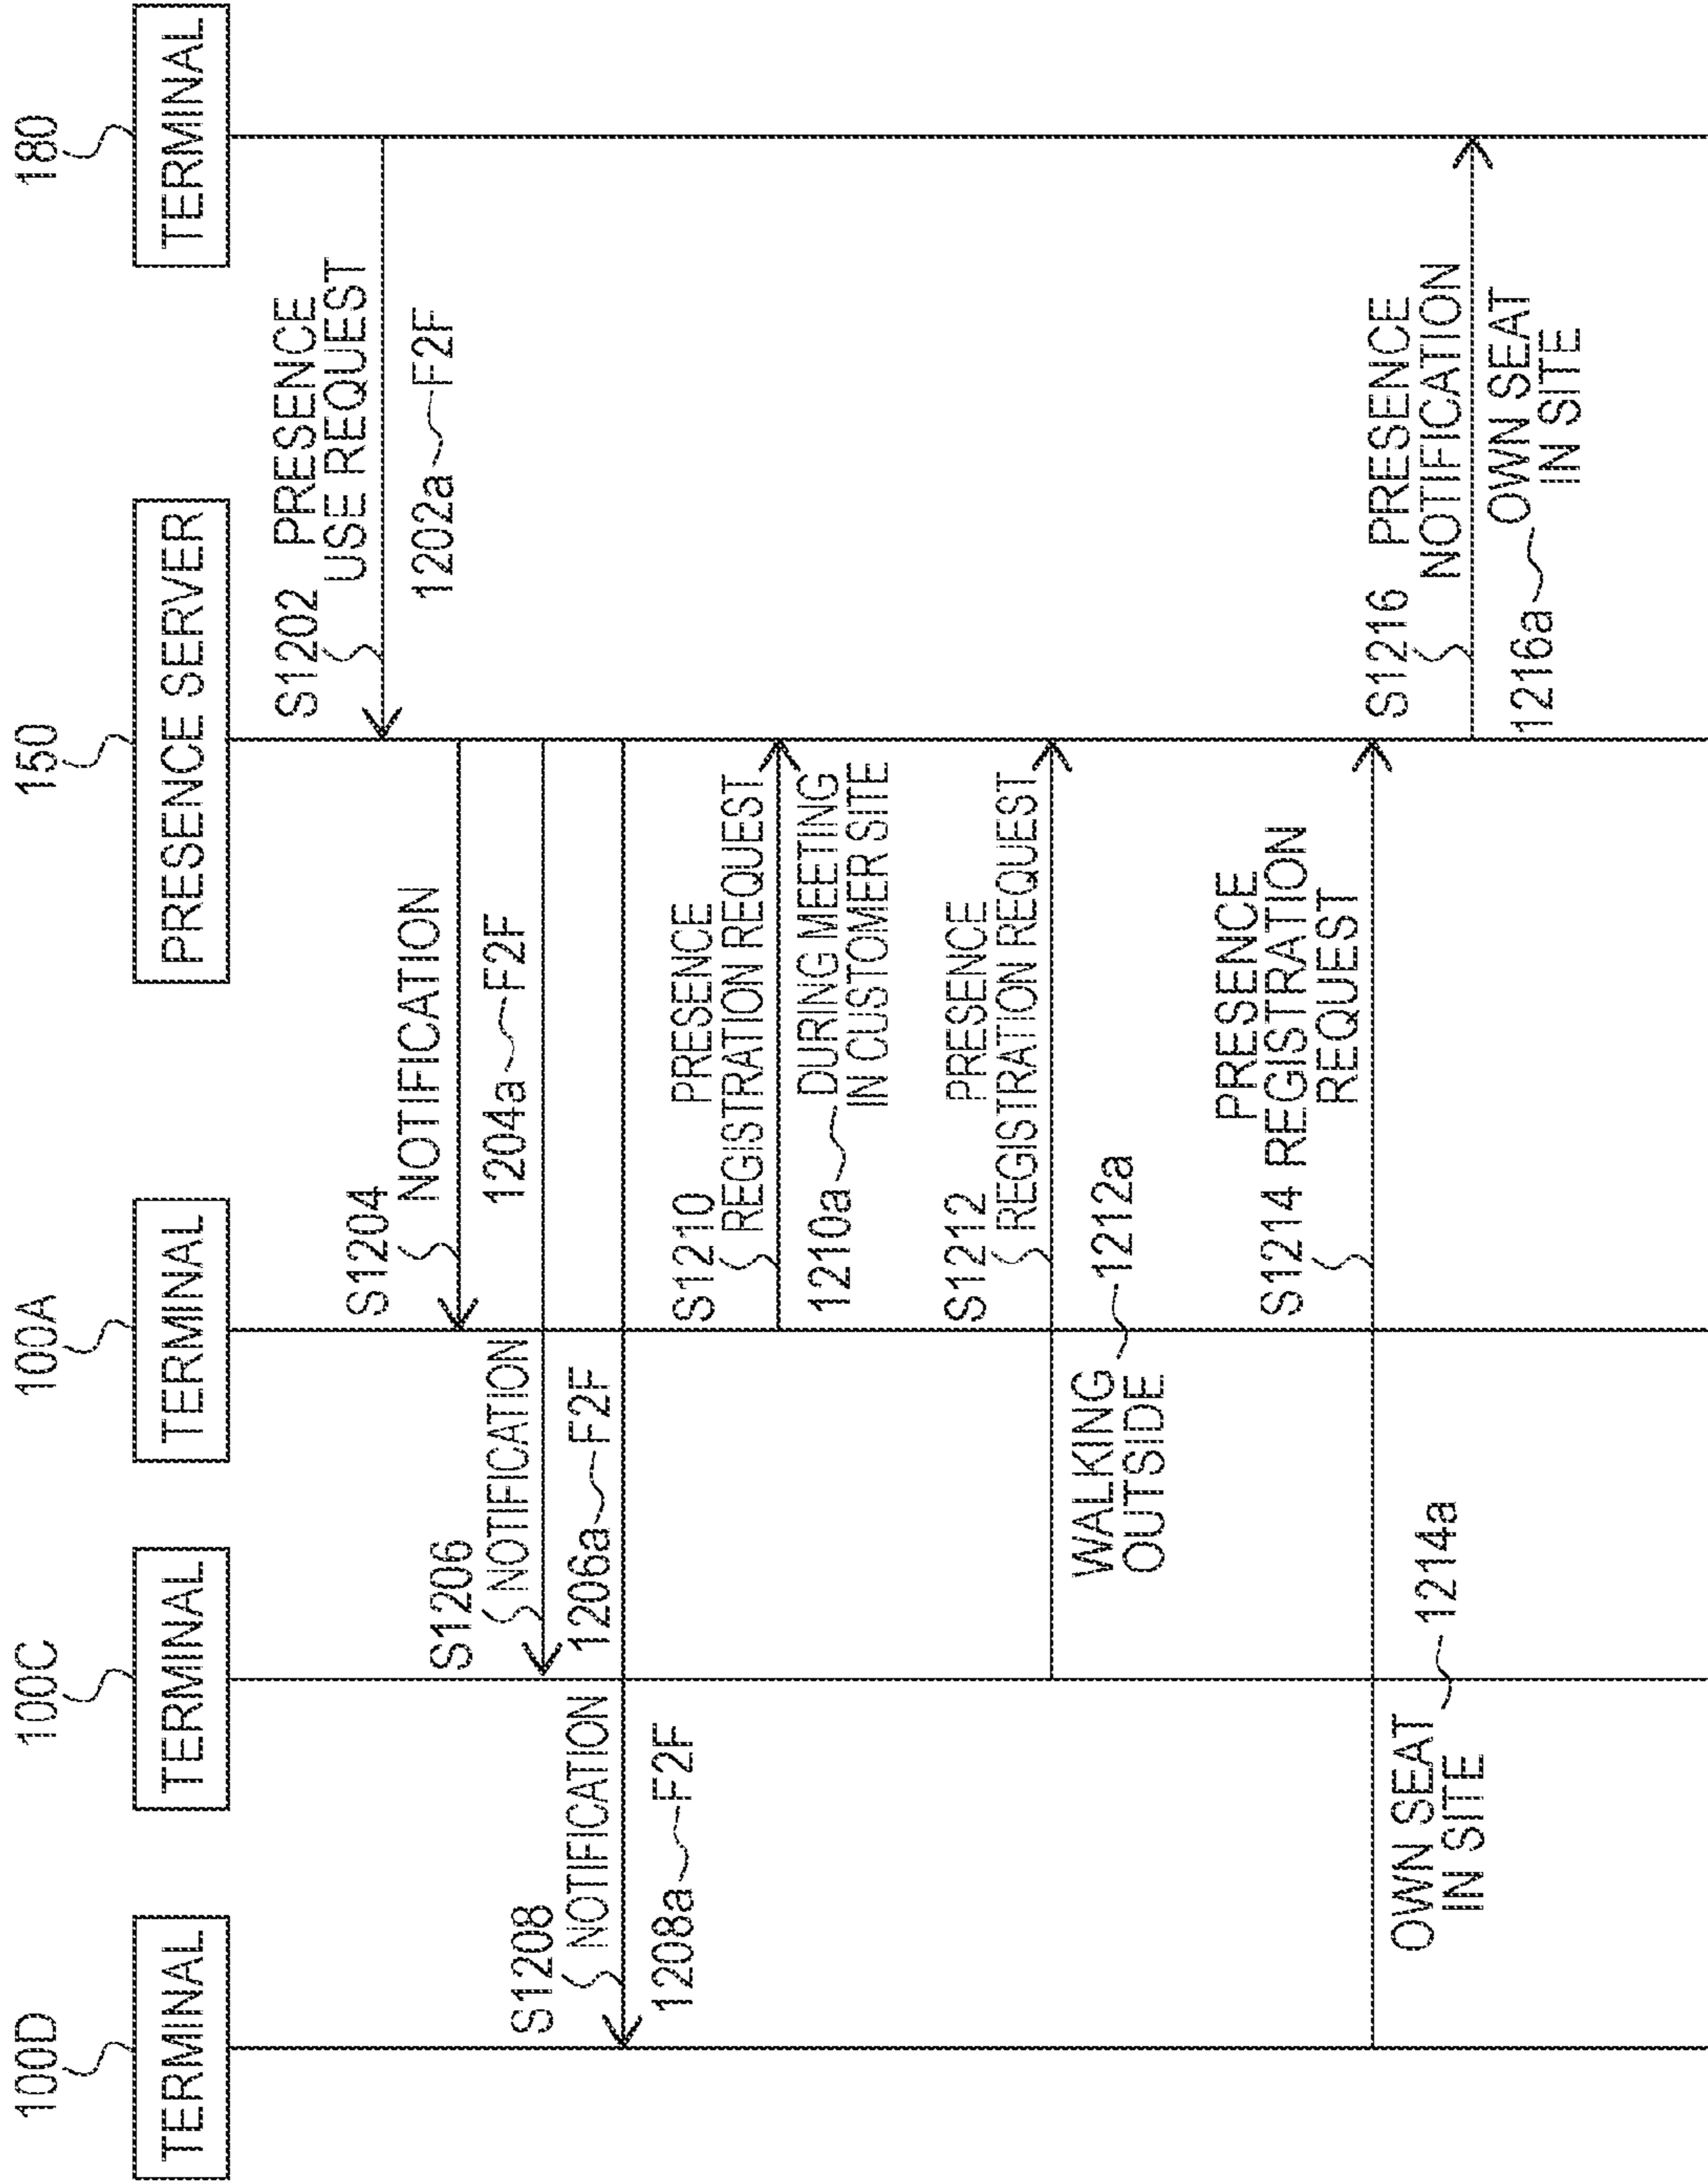 100D
100C
100A
150
180
TERMINAL
TERMINAL
TERMINAL
PRESENCE SERVER
TERMINAL
S1202 PRESENCE
USE REQUEST
1202a F2F
S1204
NOTIFICATION
1204a F2F
S1206
NOTIFICATION
1206a F2F
S1208
NOTIFICATION
1208a F2F
S1210 PRESENCE
REGISTRATION REQUEST
1210a DURING MEETING
IN CUSTOMER SITE
S1212 PRESENCE
REGISTRATION REQUEST
WALKING 1212a
OUTSIDE
PRESENCE
S1214 REGISTRATION
REQUEST
OWN SEAT 1214a
IN SITE
S1216 PRESENCE
NOTIFICATION
1216a OWN SEAT
IN SITE